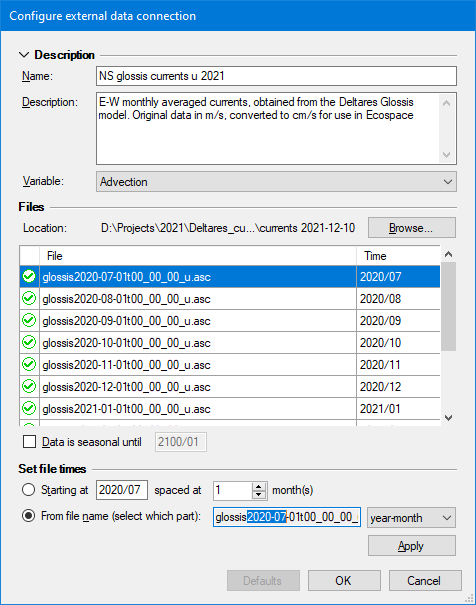 Configure external data connection
Description
Name: NS glossis currents u 2021
Description: E-W monthly averaged currents, obtained from the Deltares Glossis
model. Original data in m/s, converted to cm/s for use in Ecospace
Variable: Advection
Files
Location: D:\Projects\2021\Deltares_cu...\currents 2021-12-10 Browse...
File Time
glossis2020-07-01t00_00_00_u.asc 2020/07
glossis2020-08-01t00_00_00_u.asc 2020/08
glossis2020-09-01t00_00_00_u.asc 2020/09
glossis2020-10-01t00_00_00_u.asc 2020/10
glossis2020-11-01t00_00_00_u.asc 2020/11
glossis2020-12-01t00_00_00_u.asc 2020/12
glossis2021-01-01t00_00_00_u.asc 2021/01
Data is seasonal until 2100/01
Set file times
Starting at 2020/07 spaced at 1 month(s)
From file name (select which part): glossis2020-07-01t00_00_00_ year-month
Apply
Defaults OK Cancel